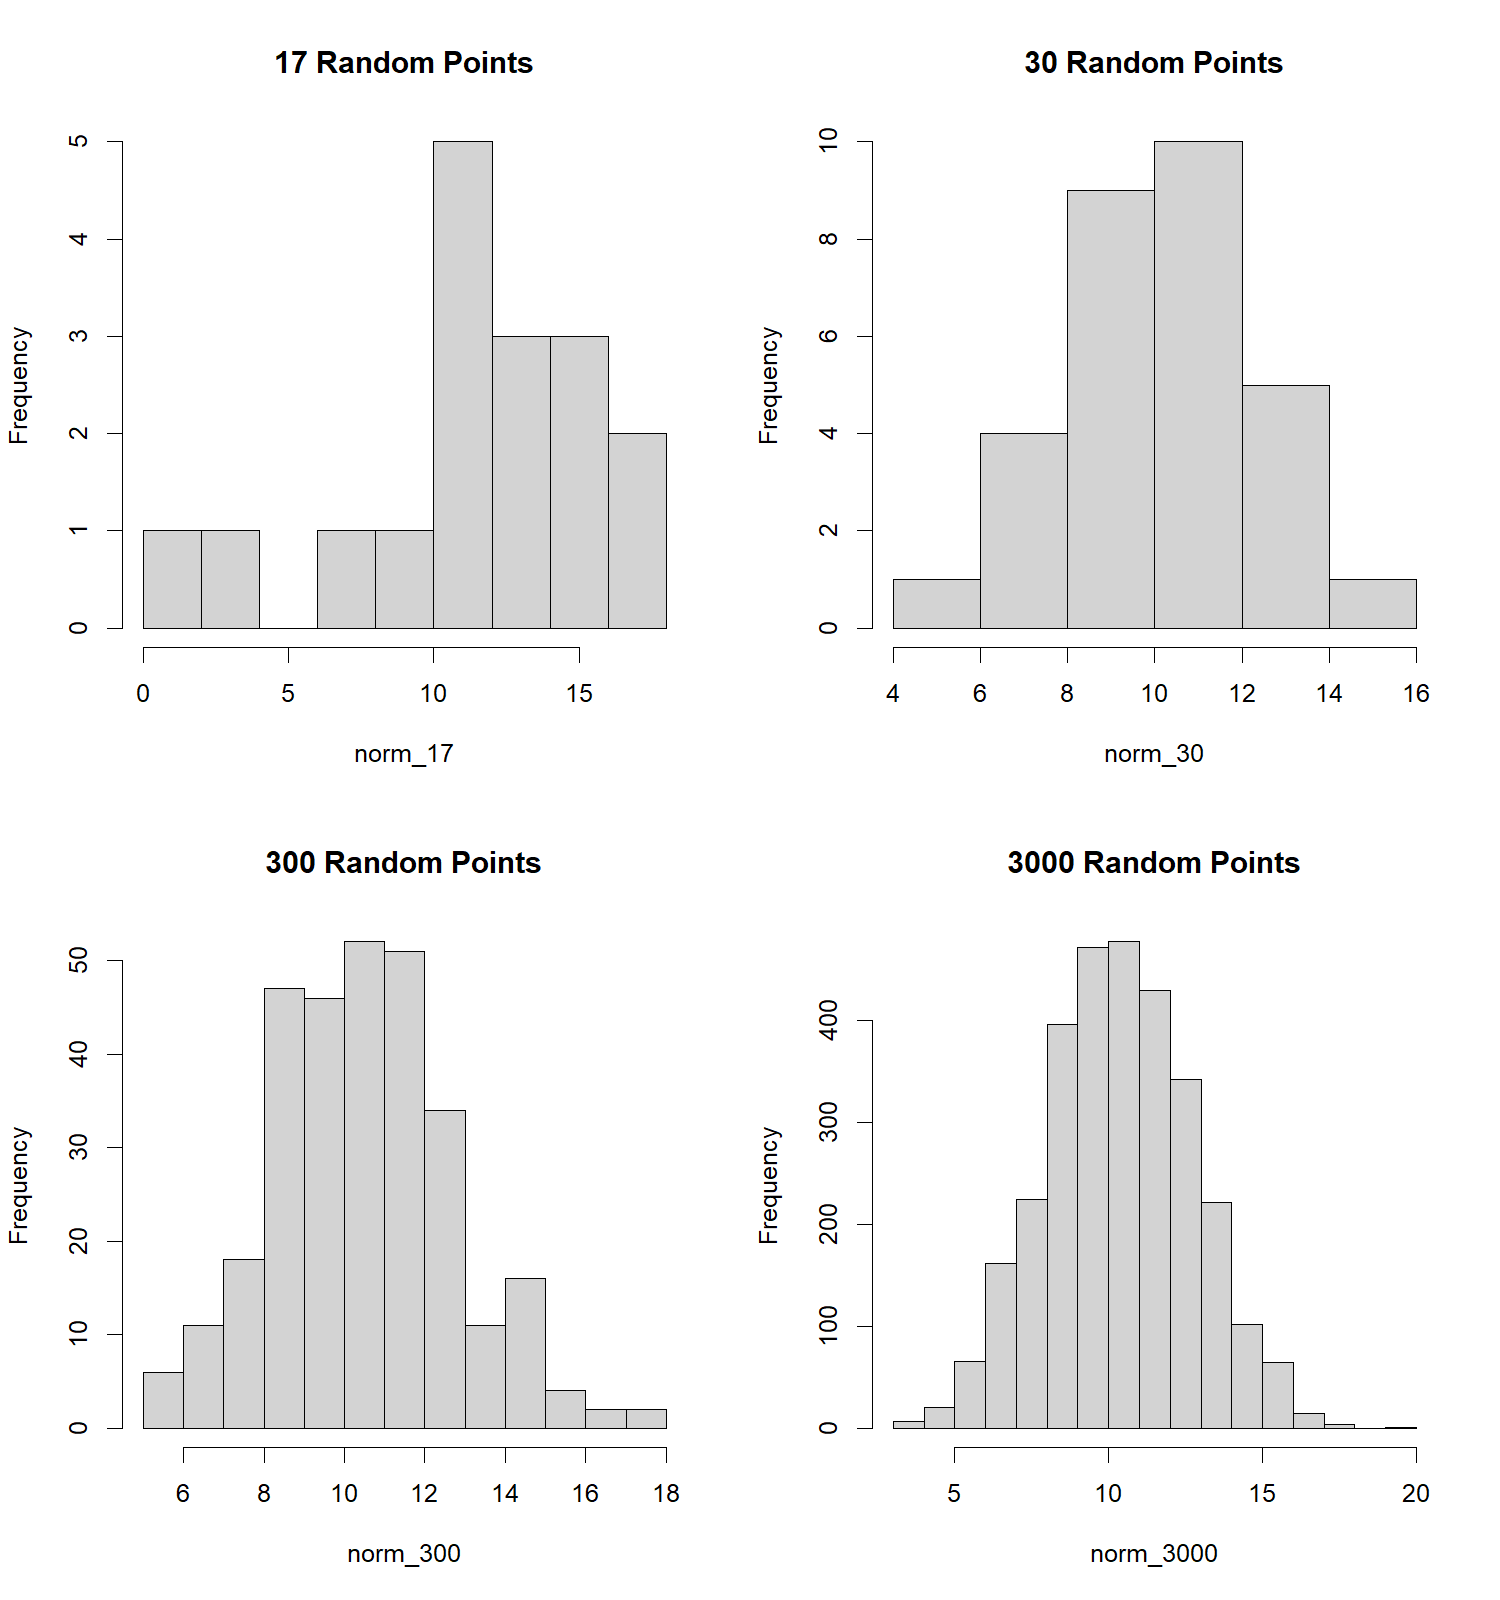 17 Random Points
5
4
3
2
1
0
Frequency
0 5 10 15
norm_17
30 Random Points
10
8
6
4
2
0
Frequency
4 6 8 10 12 14 16
norm_30
300 Random Points
50
40
30
20
10
0
Frequency
6 8 10 12 14 16 18
norm_300
3000 Random Points
400
300
200
100
0
Frequency
5 10 15 20
norm_3000